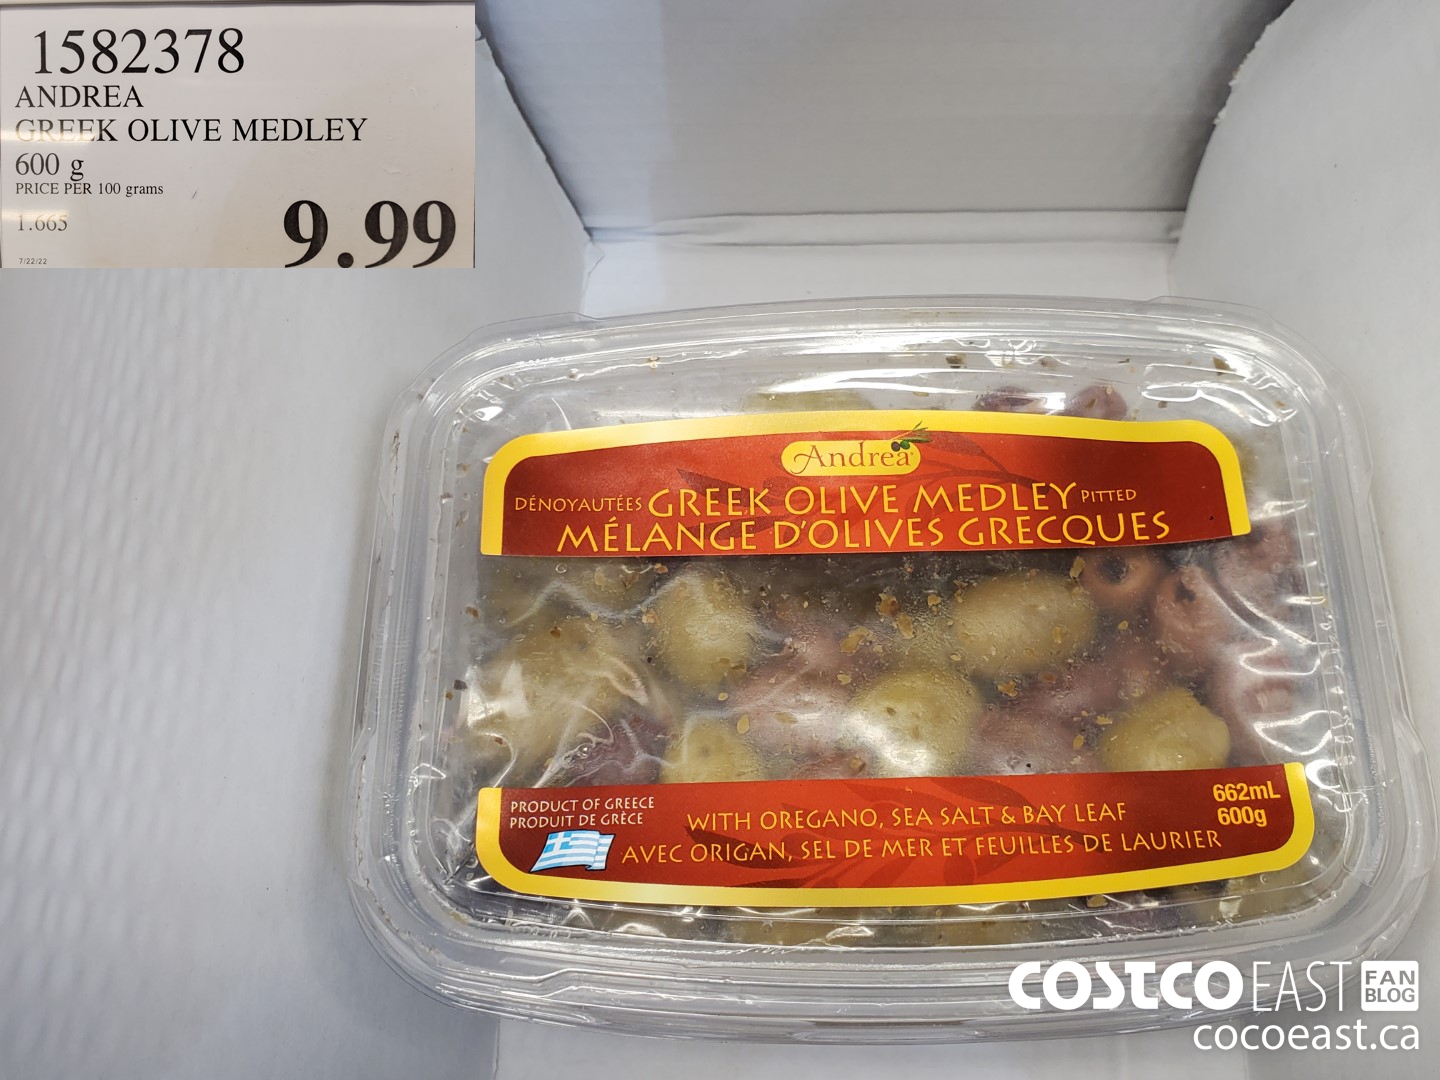 1582378
ANDREA
GREEK OLIVE MEDLEY
600 g
PRICE PER 100 grams
1.665
9.99
7/22/22
Andrea
DÉNOYAUTÉES GREEK OLIVE MEDLEY PITTED
MÉLANGE D'OLIVES GRECQUES
PRODUCT OF GREECE
PRODUIT DE GRÈCE
WITH OREGANO, SEA SALT & BAY LEAF
AVEC ORIGAN, SEL DE MER ET FEUILLES DE LAURIER
662mL
600g
COSTCO EAST FAN BLOG
cocoeast.ca